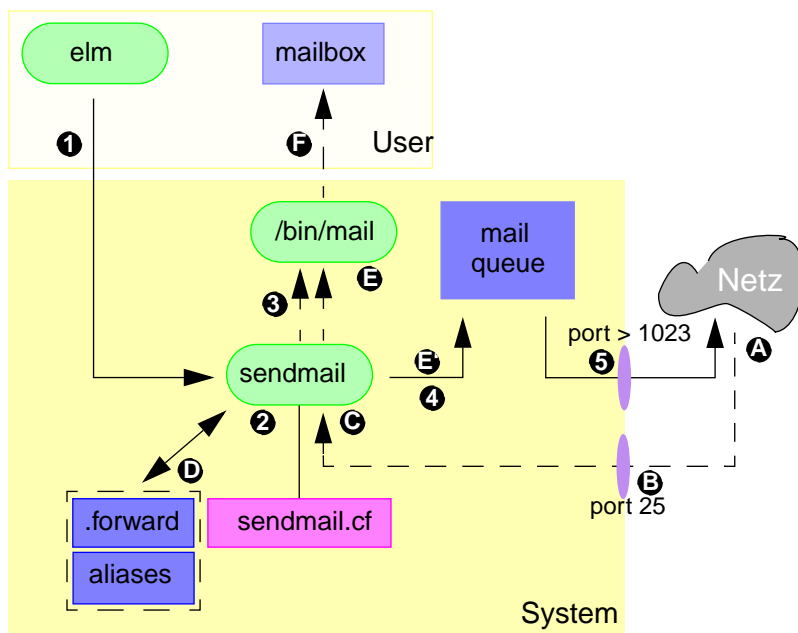 elm
mailbox
1
F
User
/bin/mail
E
3
mail
queue
Netz
port > 1023
A
sendmail
E'
5
4
2
C
D
B
port 25
.forward
sendmail.cf
aliases
System